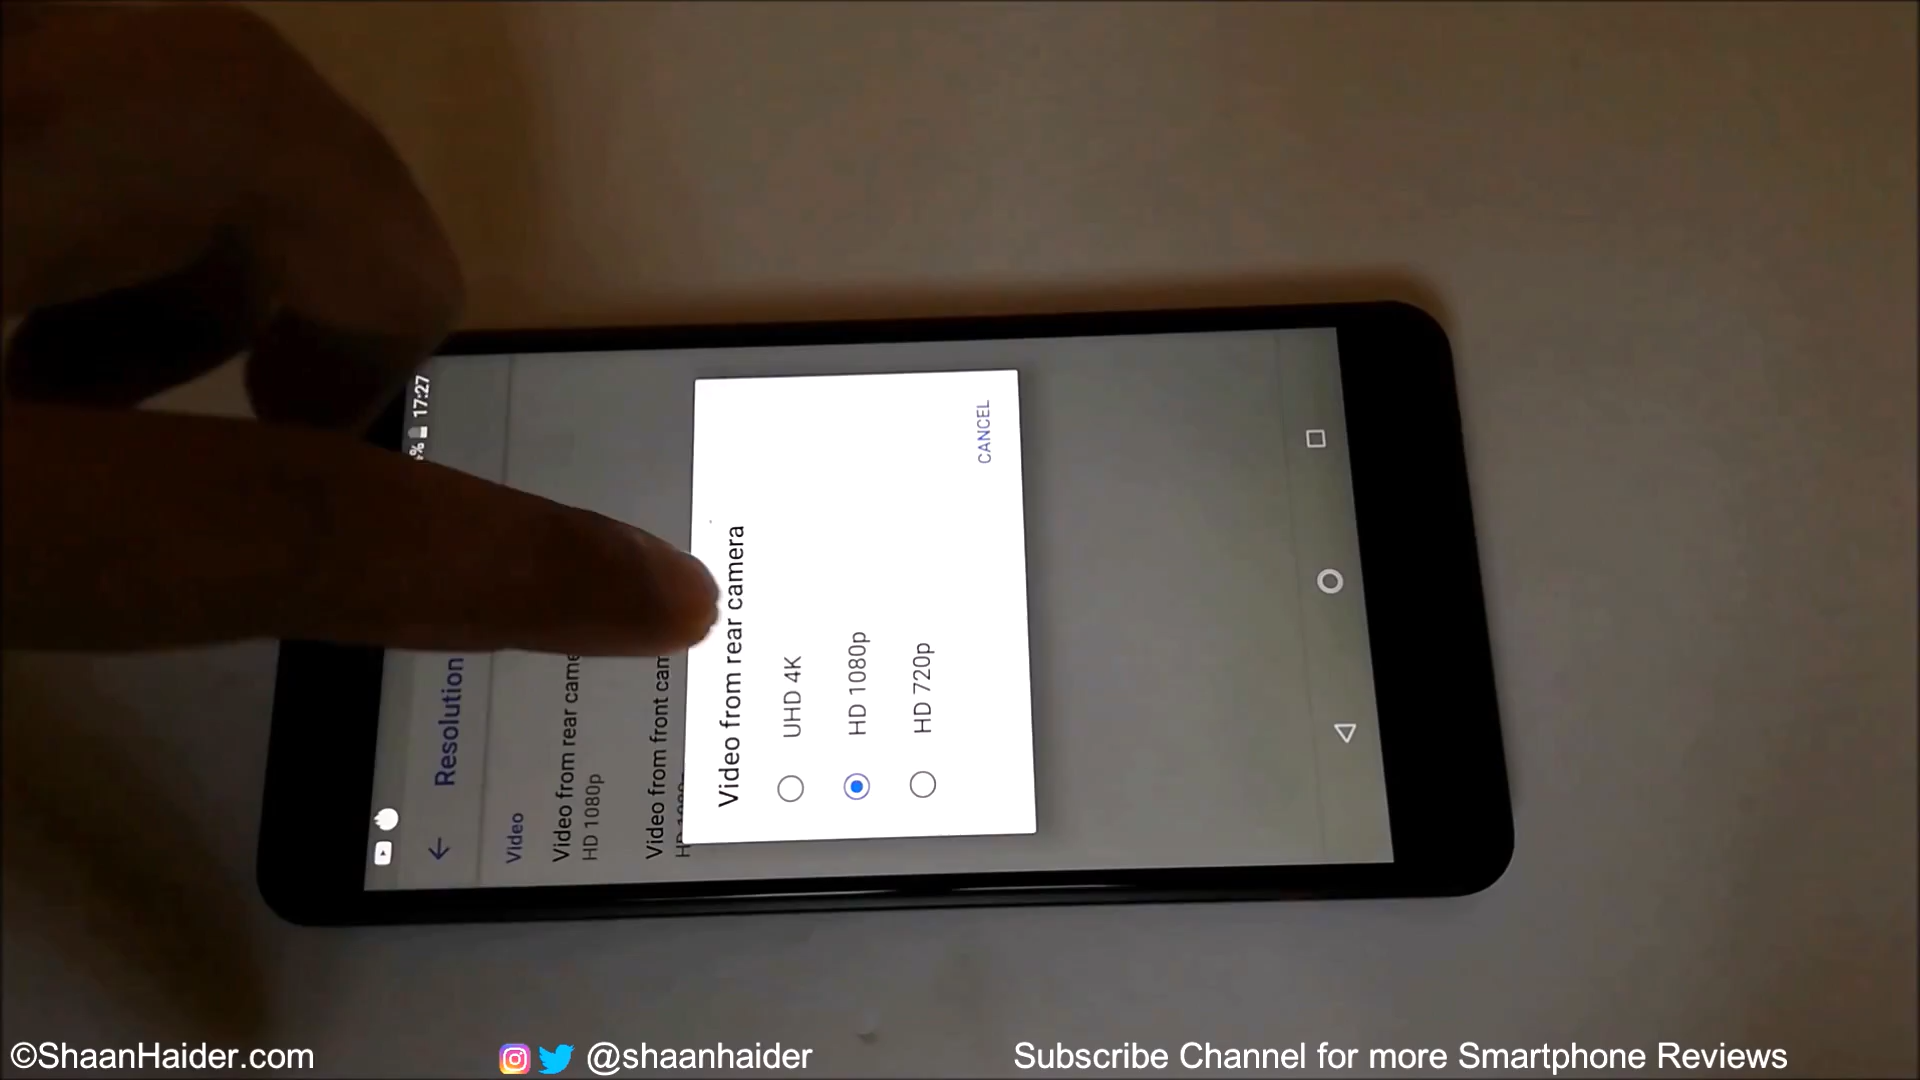 17:27
Resolution
Video
Video from rear came
HD 1080p
Video from front cam
Video from rear camera
UHD 4K
HD 1080p
HD 720p
CANCEL
©ShaanHaider.com
@shaanhaider
Subscribe Channel for more Smartphone Reviews